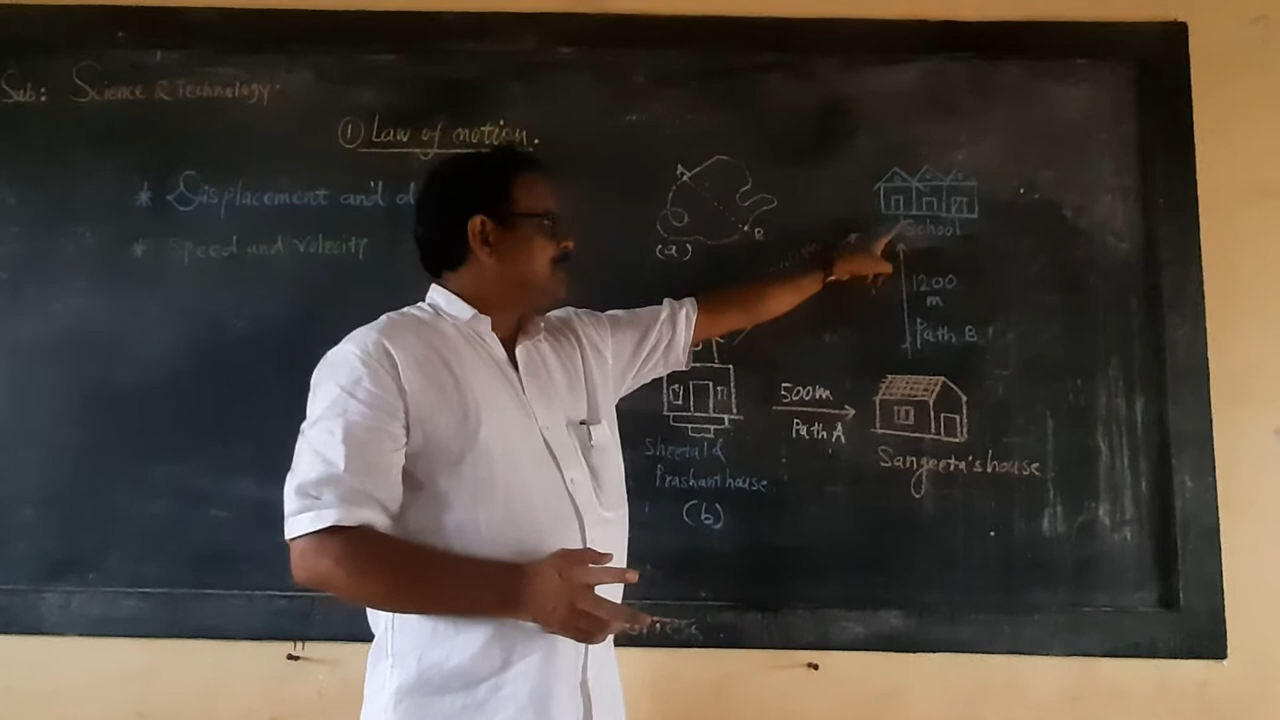 Sub: Science & Technology.
① Law of motion.
* Displacement and d
* Speed and Velocity
A
B
(a)
School
1200
m
Path B
500m
Path A
Sheetal &
Prashant house
(b)
Sangeeta's house